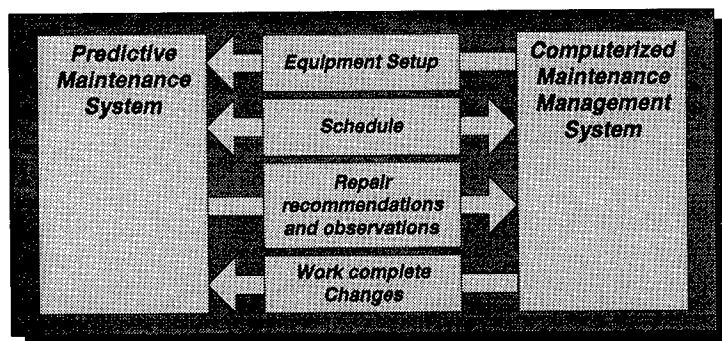 Predictive
Maintenance
System
Equipment Setup
Schedule
Repair
recommendations
and observations
Work complete
Changes
Computerized
Maintenance
Management
System